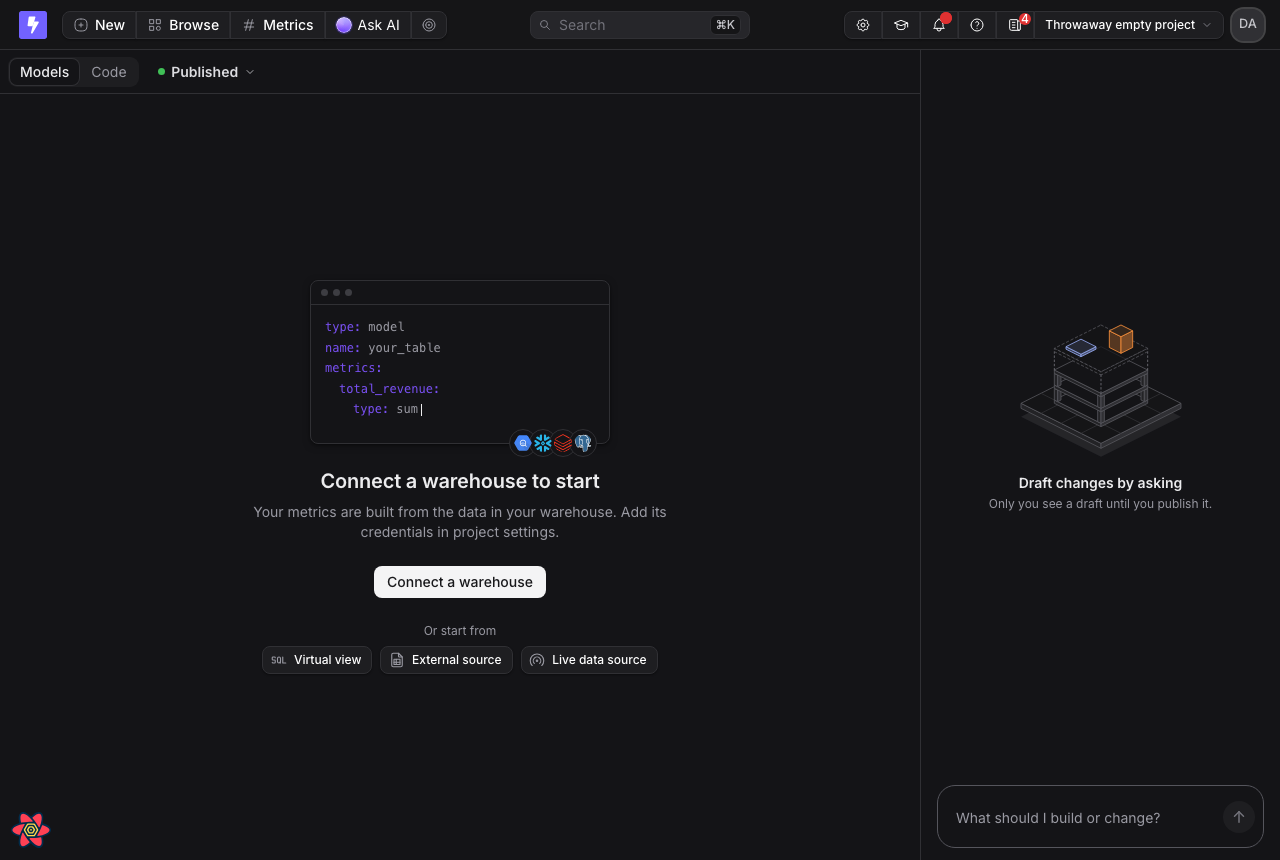 New
Browse
Metrics
Ask AI
Search
⌘K
4
Throwaway empty project
DA
Models
Code
Published
type: model
name: your_table
metrics:
total_revenue:
type: sum
Connect a warehouse to start
Your metrics are built from the data in your warehouse. Add its
credentials in project settings.
Connect a warehouse
Or start from
SQL Virtual view
External source
Live data source
Draft changes by asking
Only you see a draft until you publish it.
What should I build or change?